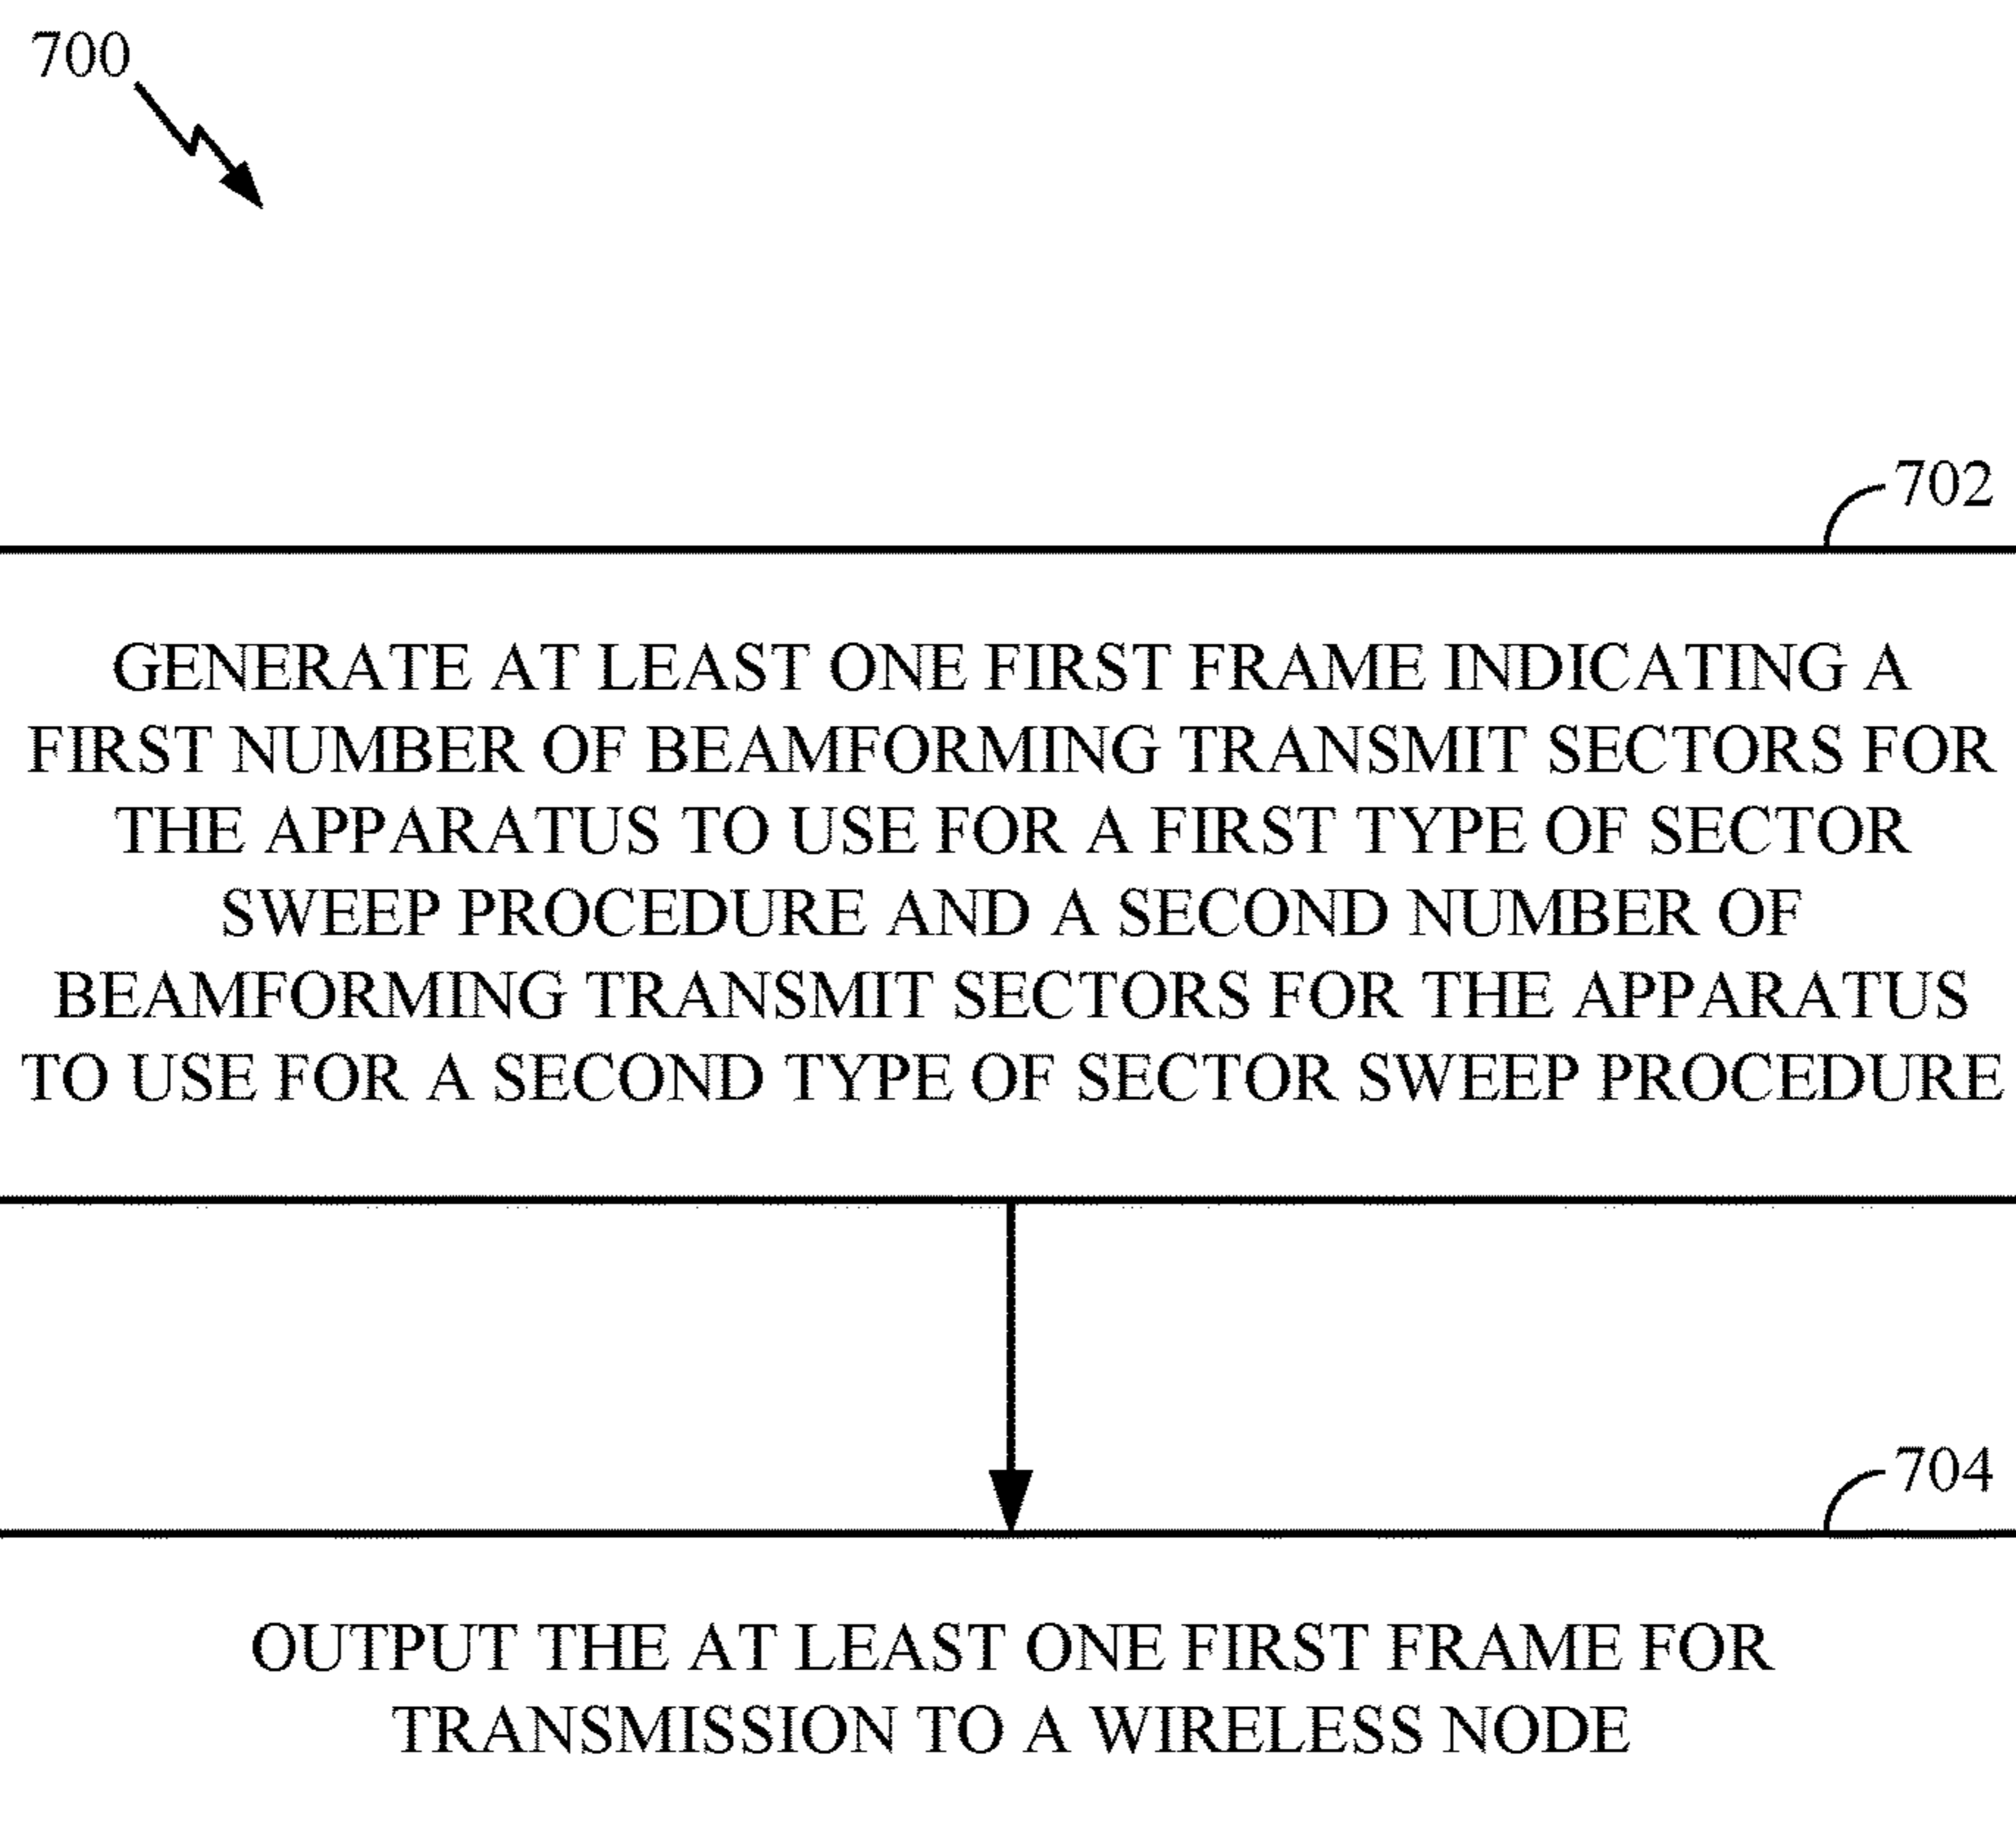 700
702
GENERATE AT LEAST ONE FIRST FRAME INDICATING A
FIRST NUMBER OF BEAMFORMING TRANSMIT SECTORS FOR
THE APPARATUS TO USE FOR A FIRST TYPE OF SECTOR
SWEEP PROCEDURE AND A SECOND NUMBER OF
BEAMFORMING TRANSMIT SECTORS FOR THE APPARATUS
TO USE FOR A SECOND TYPE OF SECTOR SWEEP PROCEDURE
704
OUTPUT THE AT LEAST ONE FIRST FRAME FOR
TRANSMISSION TO A WIRELESS NODE